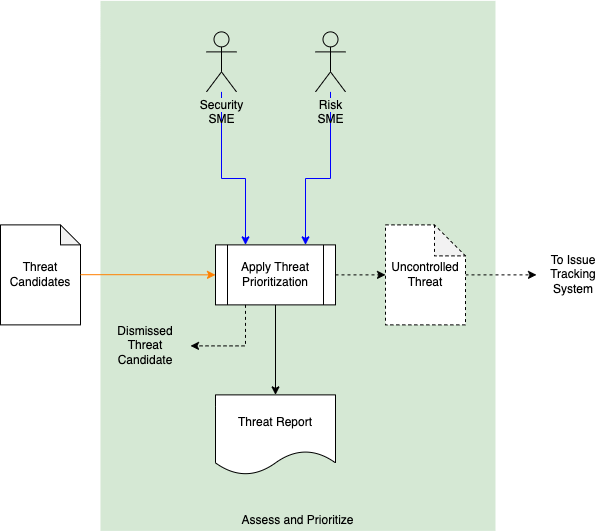 Security
SME
Risk
SME
Threat
Candidates
Apply Threat
Prioritization
Uncontrolled
Threat
To Issue
Tracking
System
Dismissed
Threat
Candidate
Threat Report
Assess and Prioritize